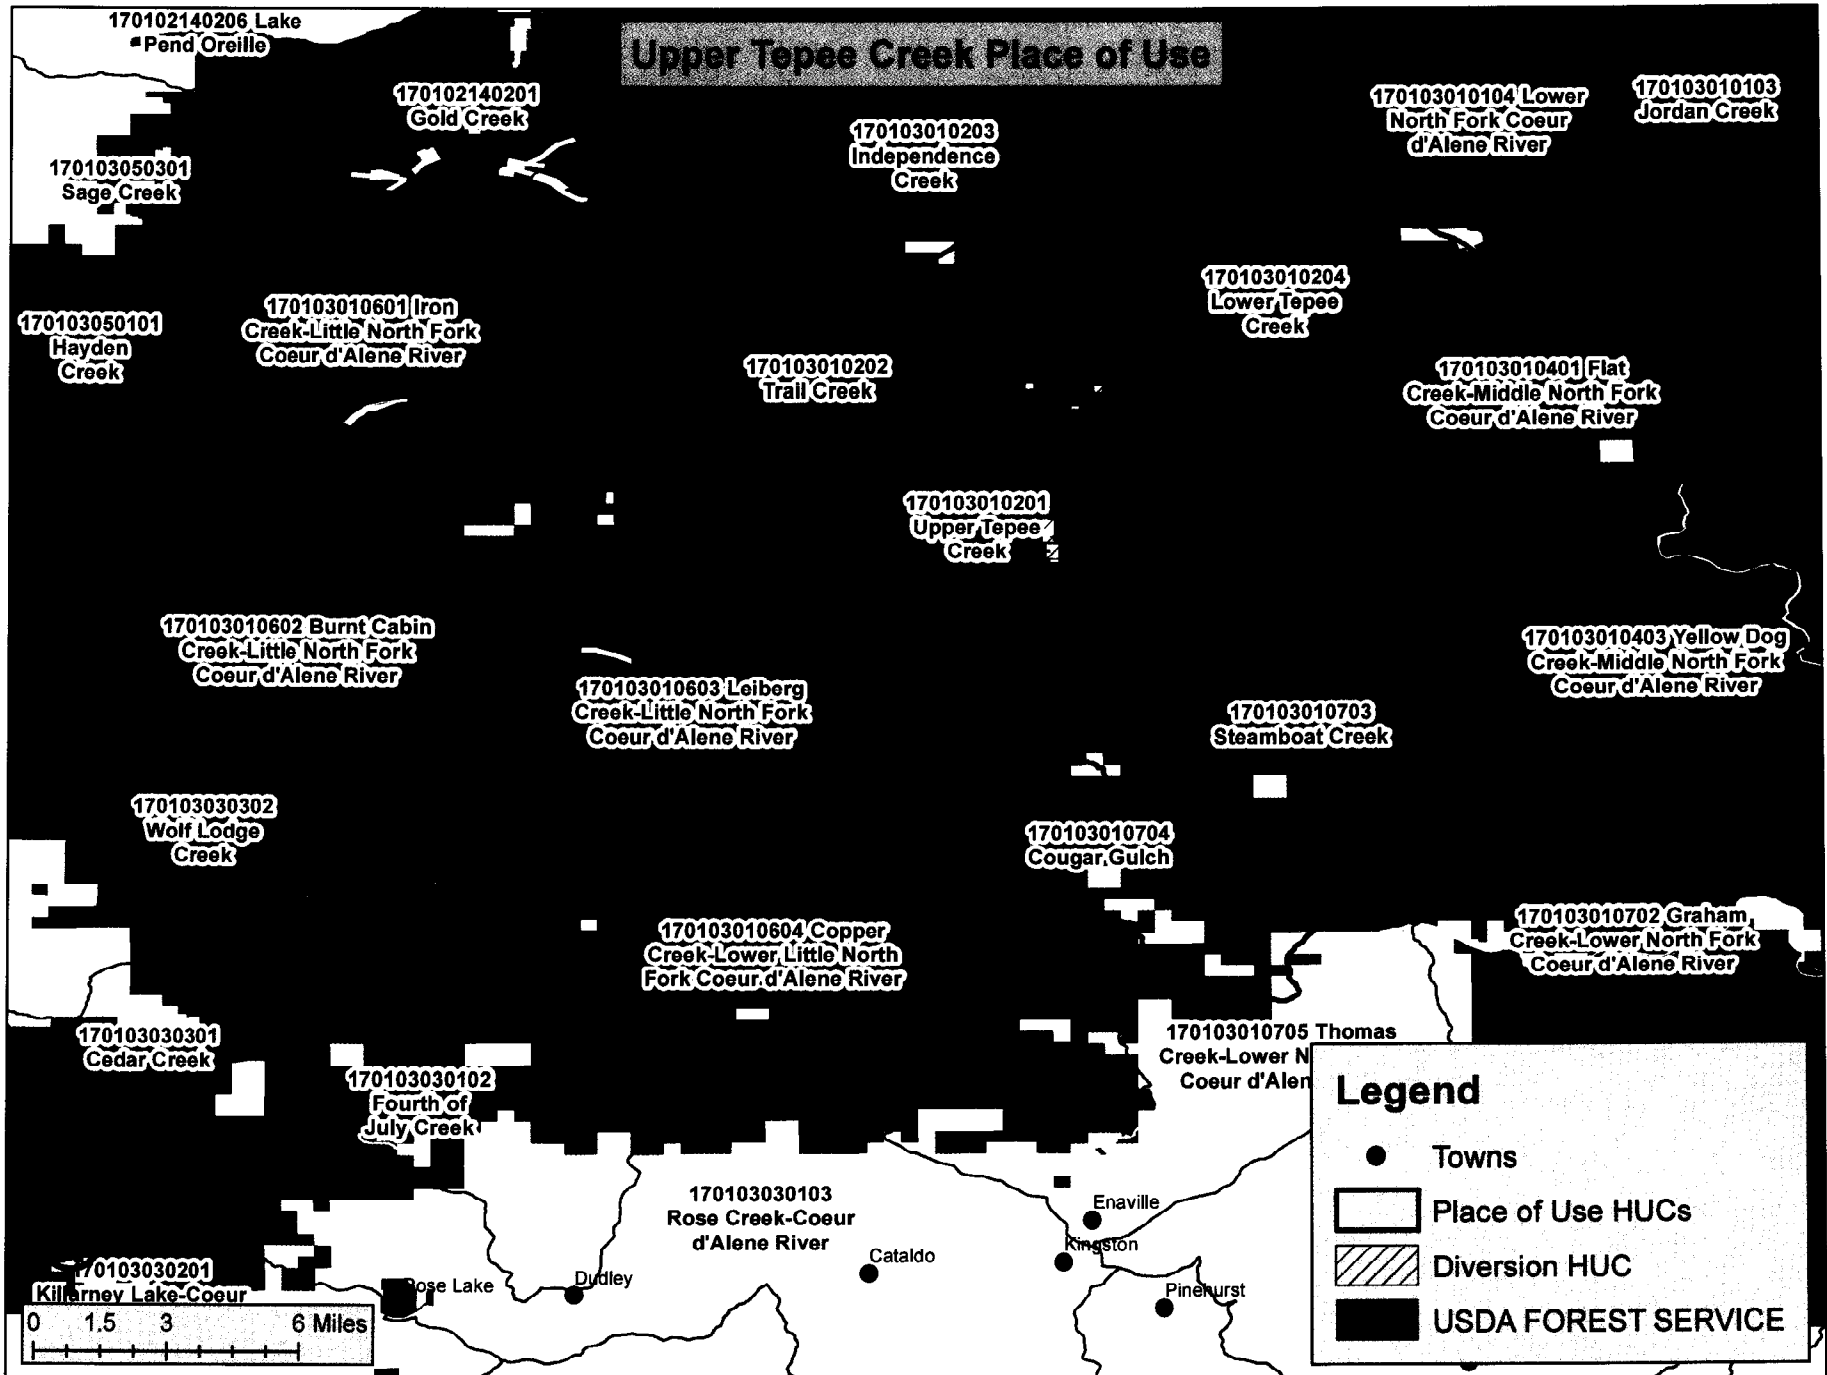 170102140206 Lake
Pend Oreille
Upper Tepee Creek Place of Use
170102140201
Gold Creek
170103010203
Independence
Creek
170103010104 Lower
North Fork Coeur
d'Alene River
170103010103
Jordan Creek
170103050301
Sage Creek
170103050101
Hayden
Creek
170103010601 Iron
Creek-Little North Fork
Coeur d'Alene River
170103010202
Trail Creek
170103010204
Lower Tepee
Creek
170103010401 Flat
Creek-Middle North Fork
Coeur d'Alene River
170103010201
Upper Tepee
Creek
170103010602 Burnt Cabin
Creek-Little North Fork
Coeur d'Alene River
170103010603 Leiberg
Creek-Little North Fork
Coeur d'Alene River
170103010703
Steamboat Creek
170103010403 Yellow Dog
Creek-Middle North Fork
Coeur d'Alene River
170103030302
Wolf Lodge
Creek
170103010704
Cougar Gulch
170103010604 Copper
Creek-Lower Little North
Fork Coeur d'Alene River
170103010702 Graham
Creek-Lower North Fork
Coeur d'Alene River
170103030301
Cedar Creek
170103030102
Fourth of
July Creek
170103010705 Thomas
Creek-Lower N
Coeur d'Alen
170103030103
Rose Creek-Coeur
d'Alene River
Enaville
Kingston
Cataldo
Pinehurst
Dudley
Rose Lake
170103030201
Killarney Lake-Coeur
0 1.5 3 6 Miles
Legend
Towns
Place of Use HUCs
Diversion HUC
USDA FOREST SERVICE